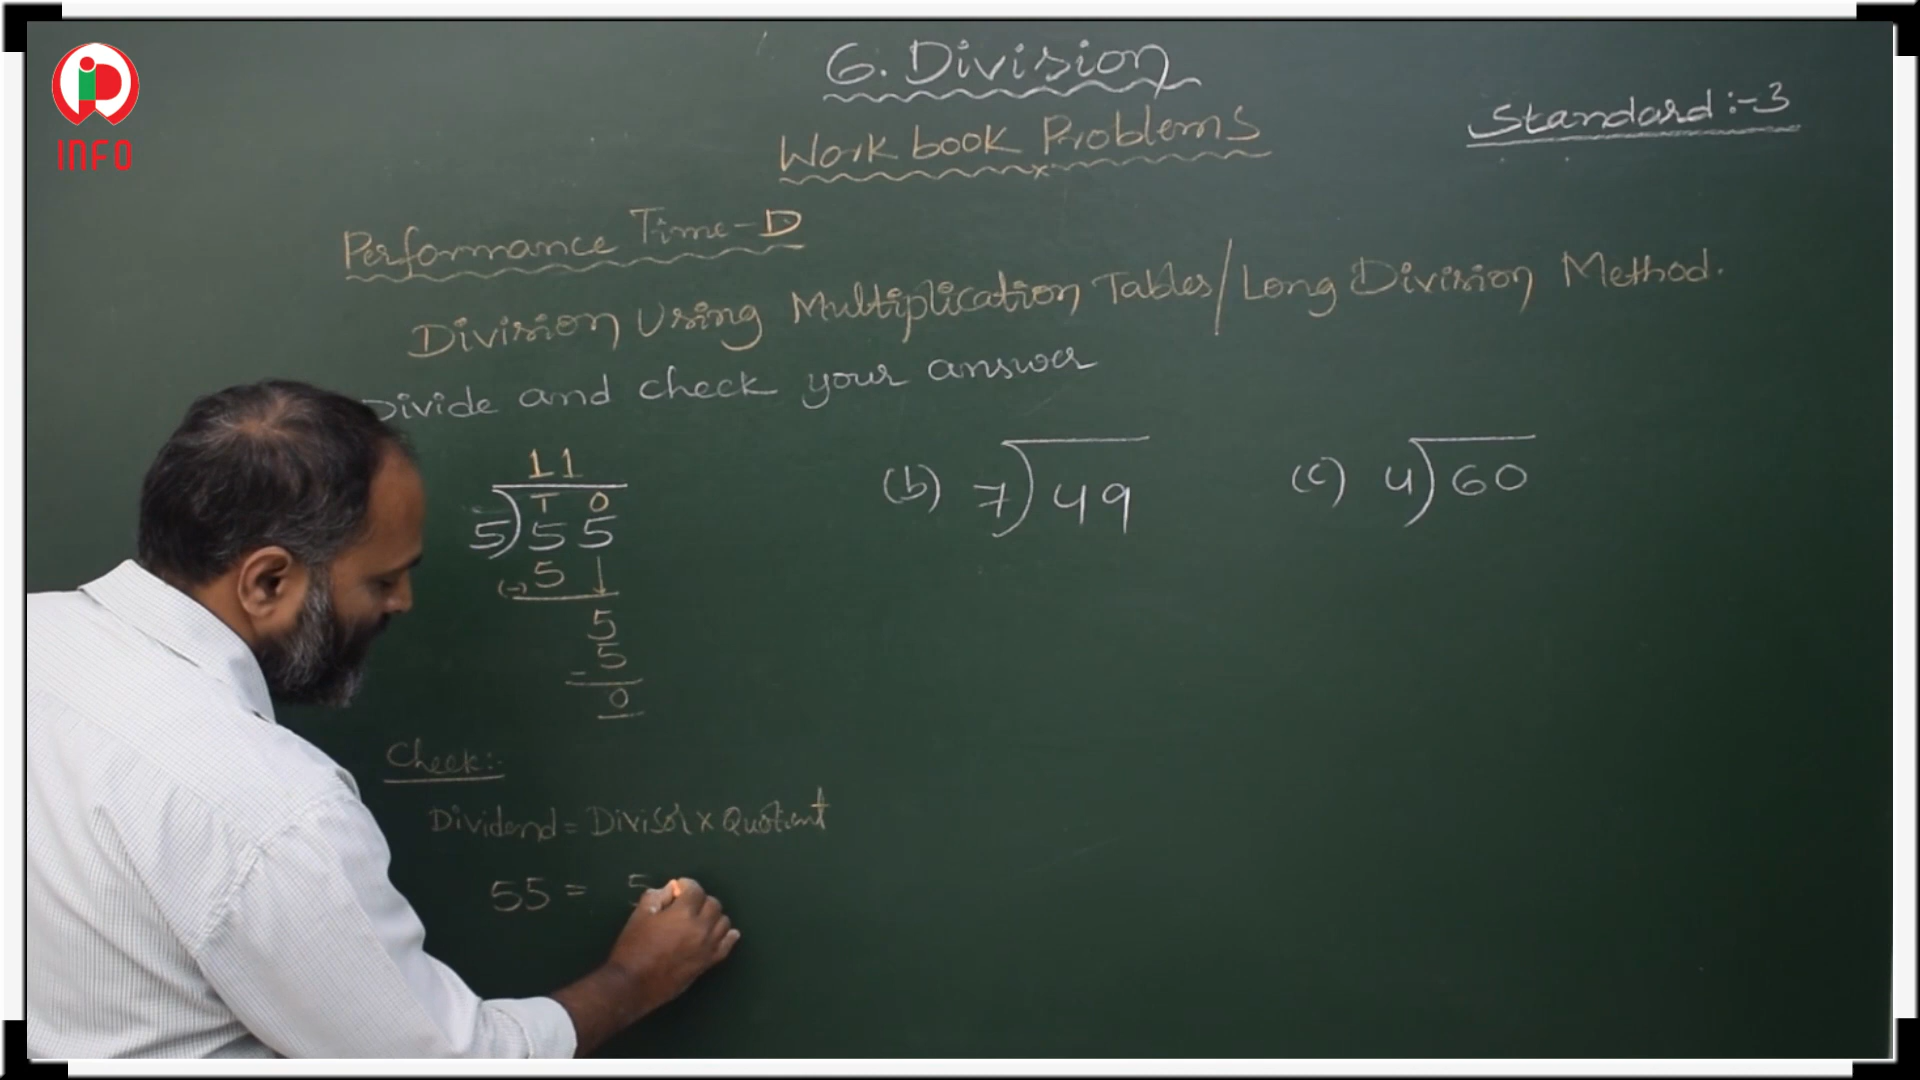 INFO
6. Division
Work book Problems
Standard :- 3
Performance Time - D
Division Using Multiplication Tables / Long Division Method.
Divide and check your answer
11
T O
5) 55
(-) 5 ↓
5
- 5
0
(b) 7) 49
(c) 4) 60
Check:-
Dividend = Divisor x Quotient
55 = 5